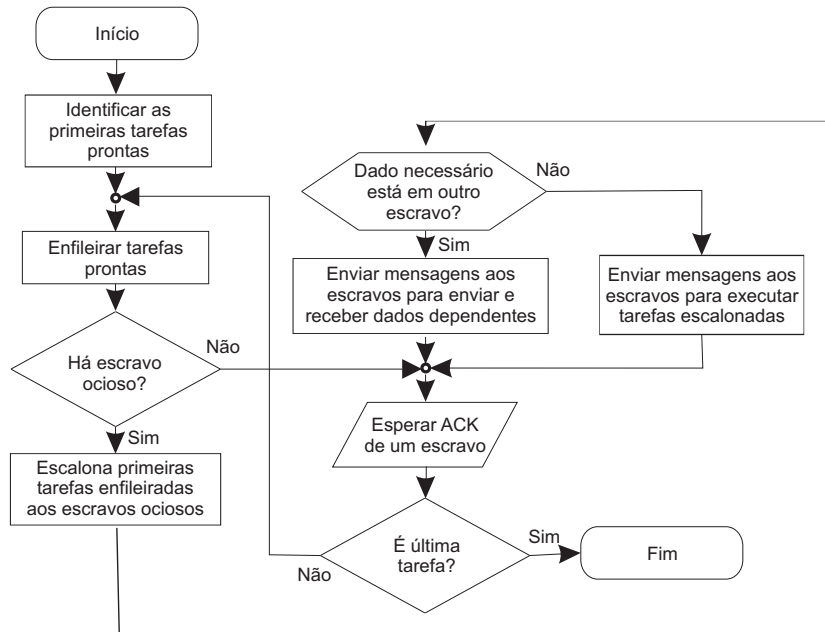 Início
Identificar as
primeiras tarefas
prontas
Enfileirar tarefas
prontas
Há escravo
ocioso?
Não
Sim
Escalona primeiras
tarefas enfileiradas
aos escravos ociosos
Dado necessário
está em outro
escravo?
Não
Sim
Enviar mensagens aos
escravos para enviar e
receber dados dependentes
Enviar mensagens aos
escravos para executar
tarefas escalonadas
Esperar ACK
de um escravo
É última
tarefa?
Não
Sim
Fim